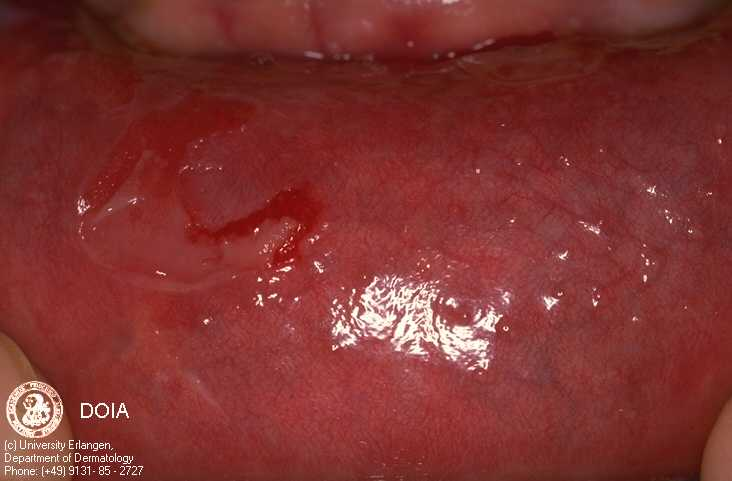 DOIA
(c) University Erlangen,
Department of Dermatology
Phone: (+49) 9131- 85 - 2727